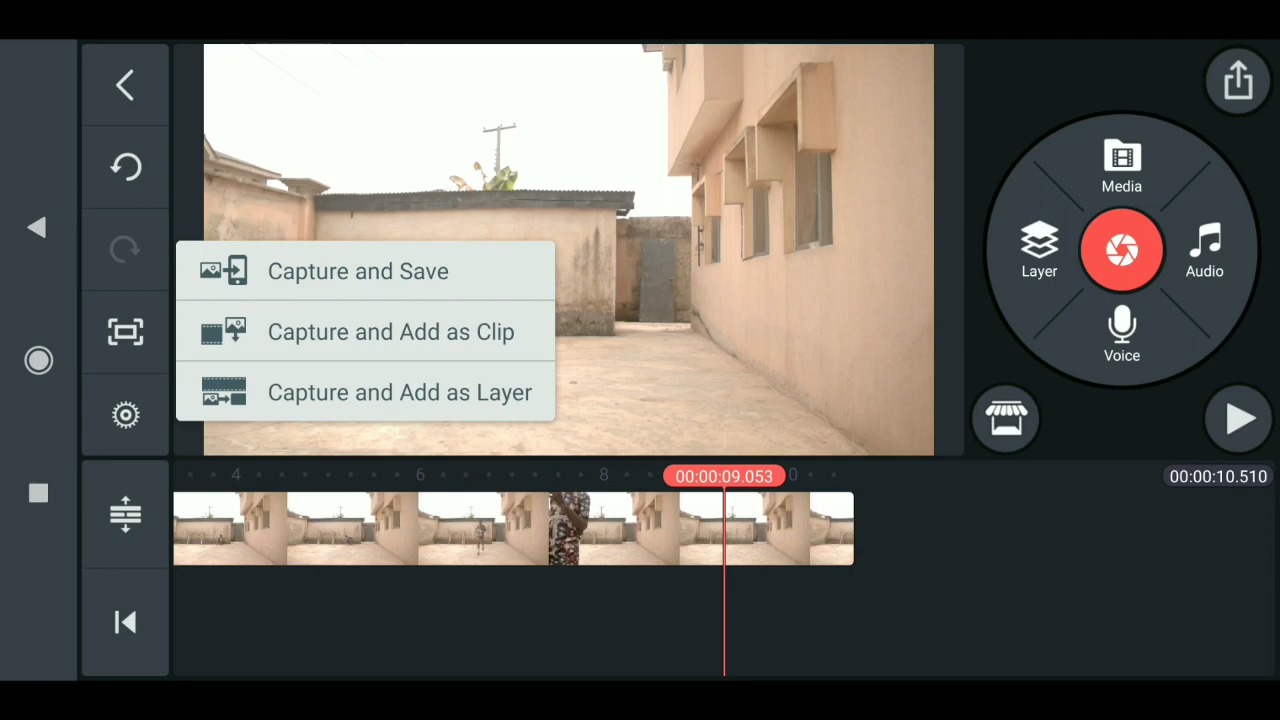 Media
Layer
Audio
Voice
Capture and Save
Capture and Add as Clip
Capture and Add as Layer
4
6
8
00:00:09.053
0
00:00:10.510